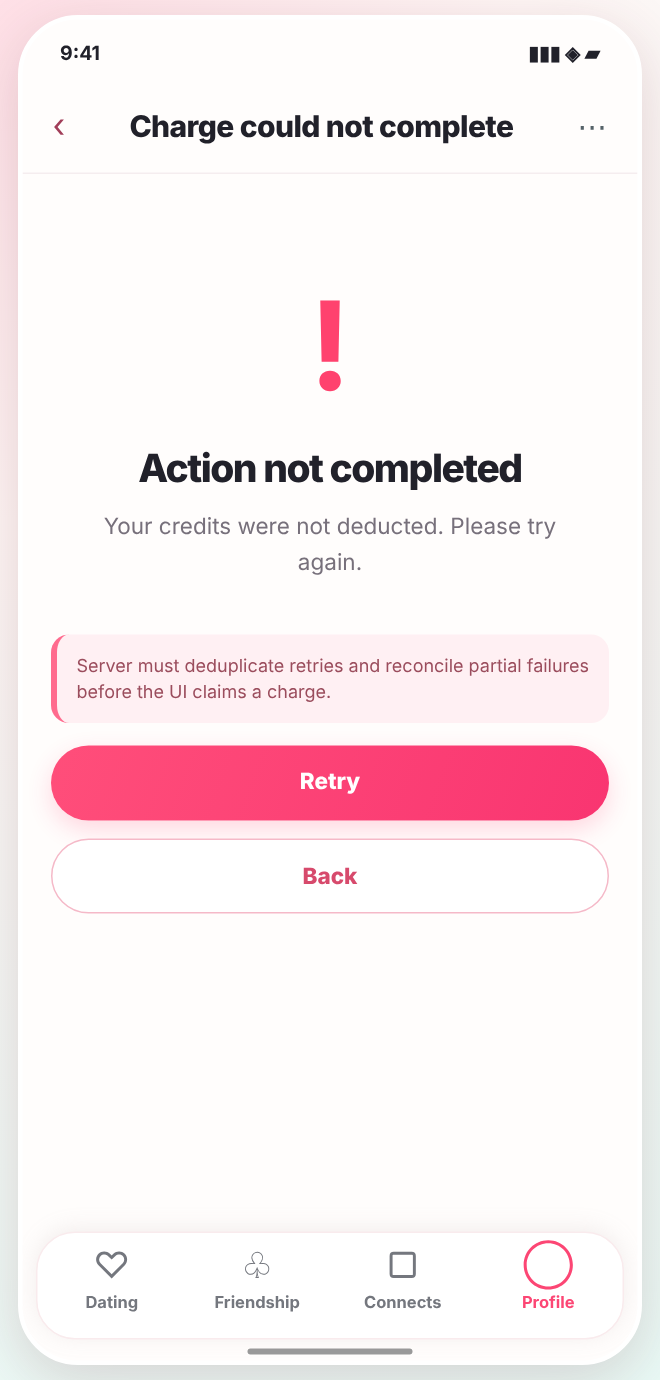 9:41
Charge could not complete
!
Action not completed
Your credits were not deducted. Please try
again.
Server must deduplicate retries and reconcile partial failures
before the UI claims a charge.
Retry
Back
Dating
Friendship
Connects
Profile